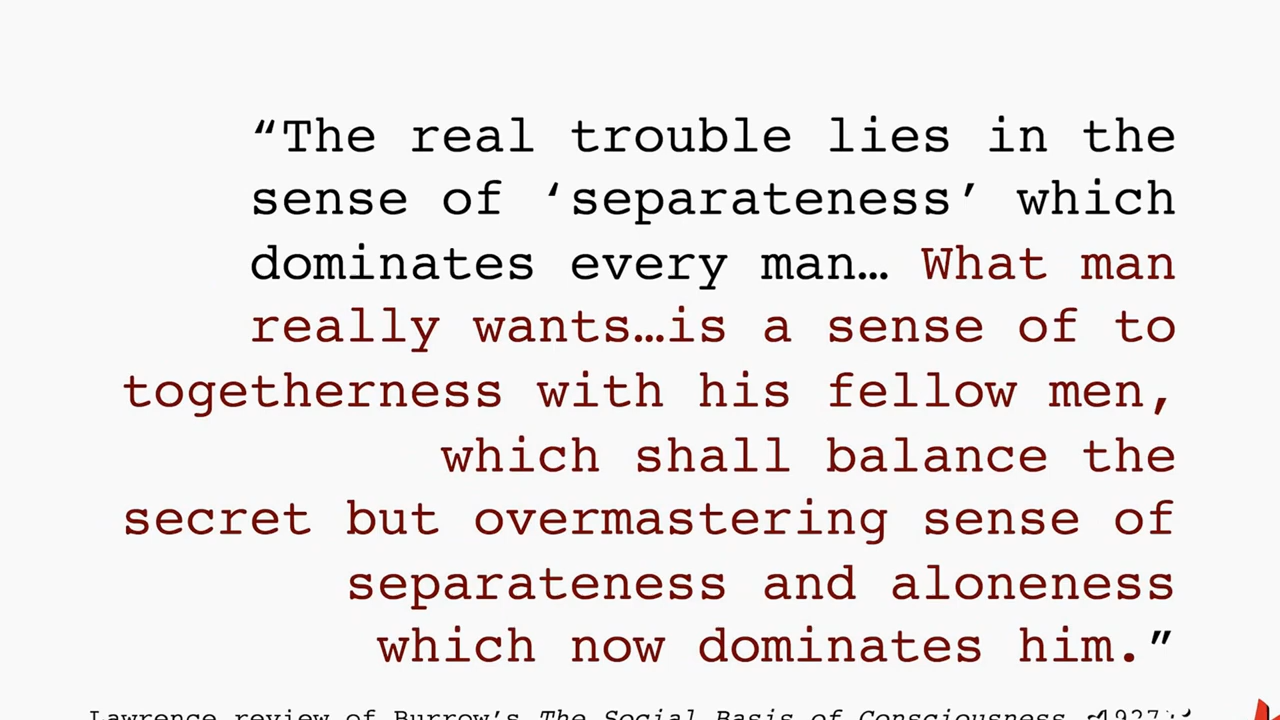 “The real trouble lies in the
sense of ‘separateness’ which
dominates every man… What man
really wants…is a sense of to
togetherness with his fellow men,
which shall balance the
secret but overmastering sense of
separateness and aloneness
which now dominates him.”
Lawrence review of Burrow’s The Social Basis of Consciousness 1927